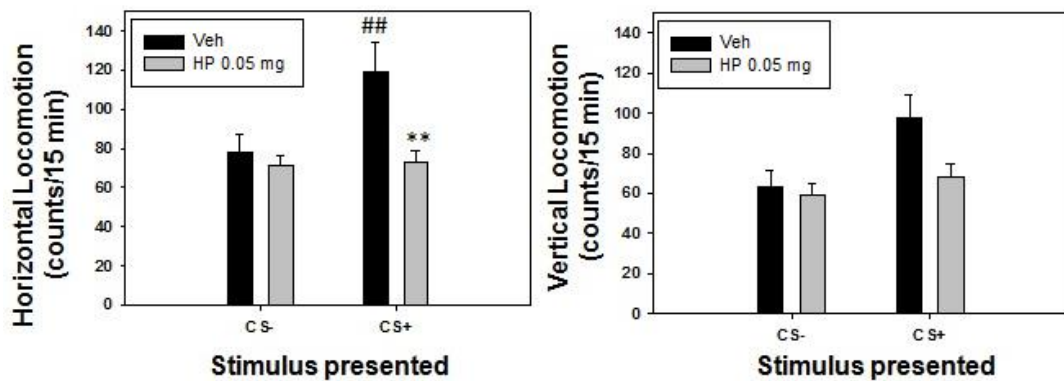 Horizontal Locomotion
(counts/15 min)
140
120
100
80
60
40
20
0
Veh
HP 0.05 mg
##
**
CS-
CS+
Stimulus presented
Vertical Locomotion
(counts/15 min)
140
120
100
80
60
40
20
0
Veh
HP 0.05 mg
CS-
CS+
Stimulus presented